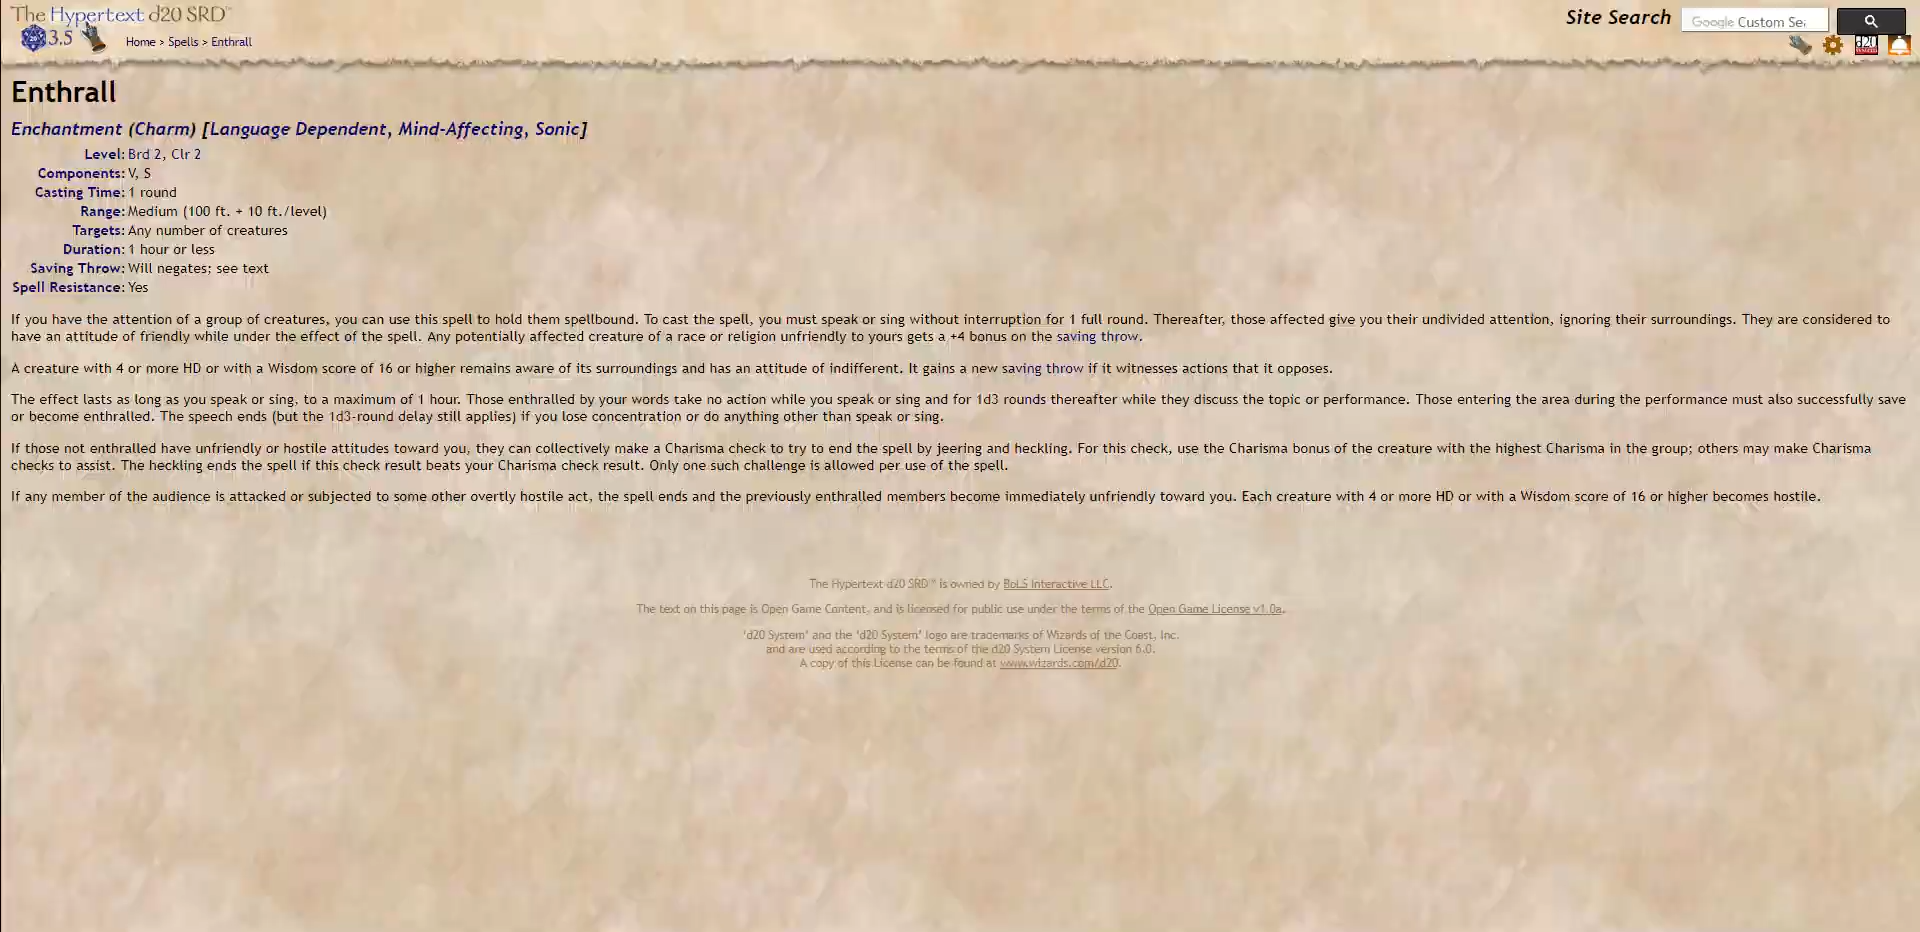 The Hypertext d20 SRD™
3.5
Home > Spells > Enthrall
Site Search
Google Custom Se
d20
Enthrall
Enchantment (Charm) [Language Dependent, Mind-Affecting, Sonic]
Level: Brd 2, Clr 2
Components: V, S
Casting Time: 1 round
Range: Medium (100 ft. + 10 ft./level)
Targets: Any number of creatures
Duration: 1 hour or less
Saving Throw: Will negates; see text
Spell Resistance: Yes
If you have the attention of a group of creatures, you can use this spell to hold them spellbound. To cast the spell, you must speak or sing without interruption for 1 full round. Thereafter, those affected give you their undivided attention, ignoring their surroundings. They are considered to
have an attitude of friendly while under the effect of the spell. Any potentially affected creature of a race or religion unfriendly to yours gets a +4 bonus on the saving throw.
A creature with 4 or more HD or with a Wisdom score of 16 or higher remains aware of its surroundings and has an attitude of indifferent. It gains a new saving throw if it witnesses actions that it opposes.
The effect lasts as long as you speak or sing, to a maximum of 1 hour. Those enthralled by your words take no action while you speak or sing and for 1d3 rounds thereafter while they discuss the topic or performance. Those entering the area during the performance must also successfully save
or become enthralled. The speech ends (but the 1d3-round delay still applies) if you lose concentration or do anything other than speak or sing.
If those not enthralled have unfriendly or hostile attitudes toward you, they can collectively make a Charisma check to try to end the spell by jeering and heckling. For this check, use the Charisma bonus of the creature with the highest Charisma in the group; others may make Charisma
checks to assist. The heckling ends the spell if this check result beats your Charisma check result. Only one such challenge is allowed per use of the spell.
If any member of the audience is attacked or subjected to some other overtly hostile act, the spell ends and the previously enthralled members become immediately unfriendly toward you. Each creature with 4 or more HD or with a Wisdom score of 16 or higher becomes hostile.
The Hypertext d20 SRD™ is owned by BoLS Interactive LLC.
The text on this page is Open Game Content, and is licensed for public use under the terms of the Open Game License v1.0a.
'd20 System' and the 'd20 System' logo are trademarks of Wizards of the Coast, Inc.
and are used according to the terms of the d20 System License version 6.0.
A copy of this License can be found at www.wizards.com/d20.